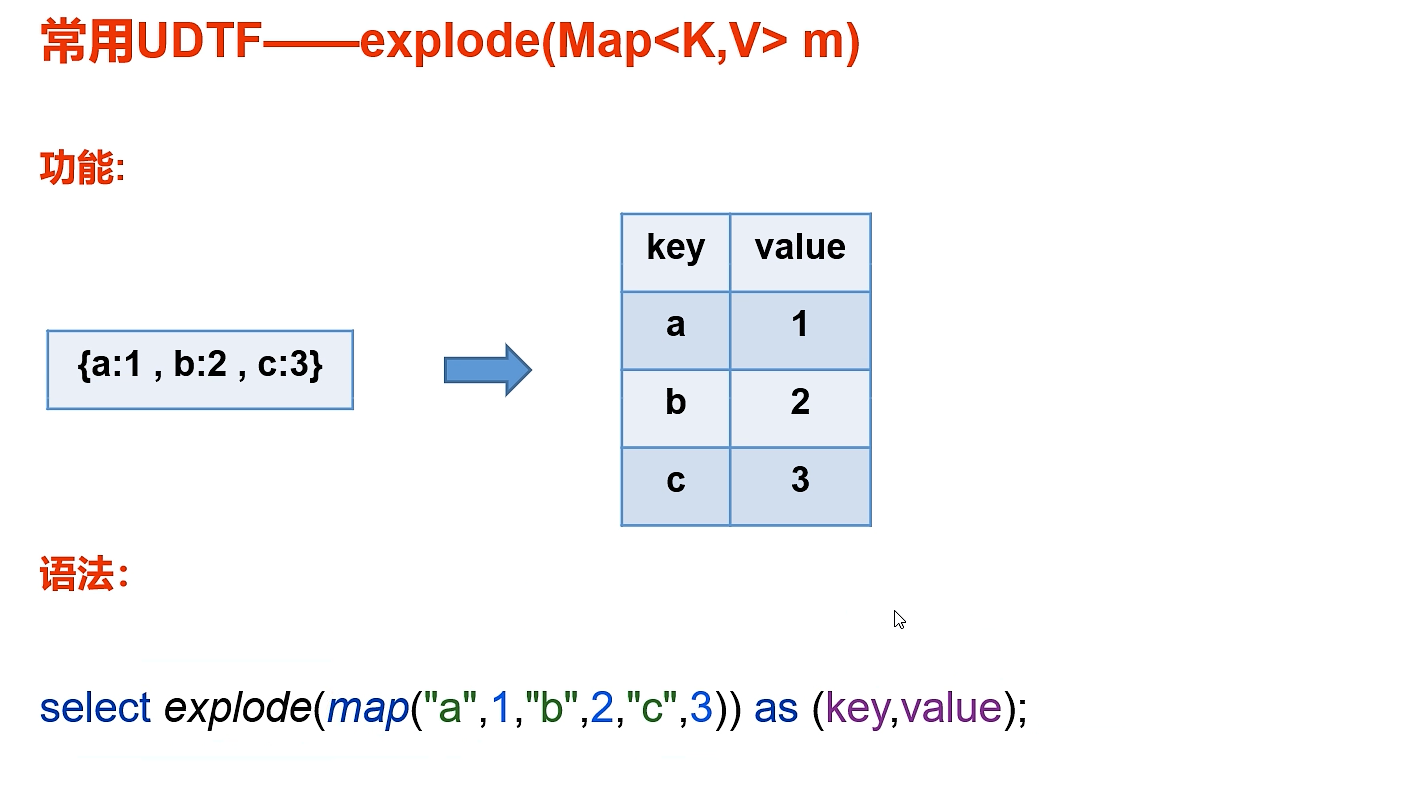 常用UDTF——explode(Map<K,V> m)
功能:
{a:1 , b:2 , c:3}
key value
a 1
b 2
c 3
语法：
select explode(map("a",1,"b",2,"c",3)) as (key,value);